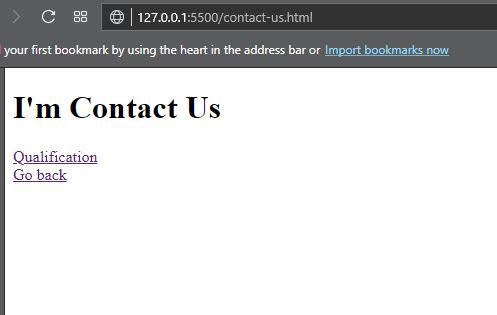 127.0.0.1:5500/contact-us.html
your first bookmark by using the heart in the address bar or Import bookmarks now
I'm Contact Us
Qualification
Go back